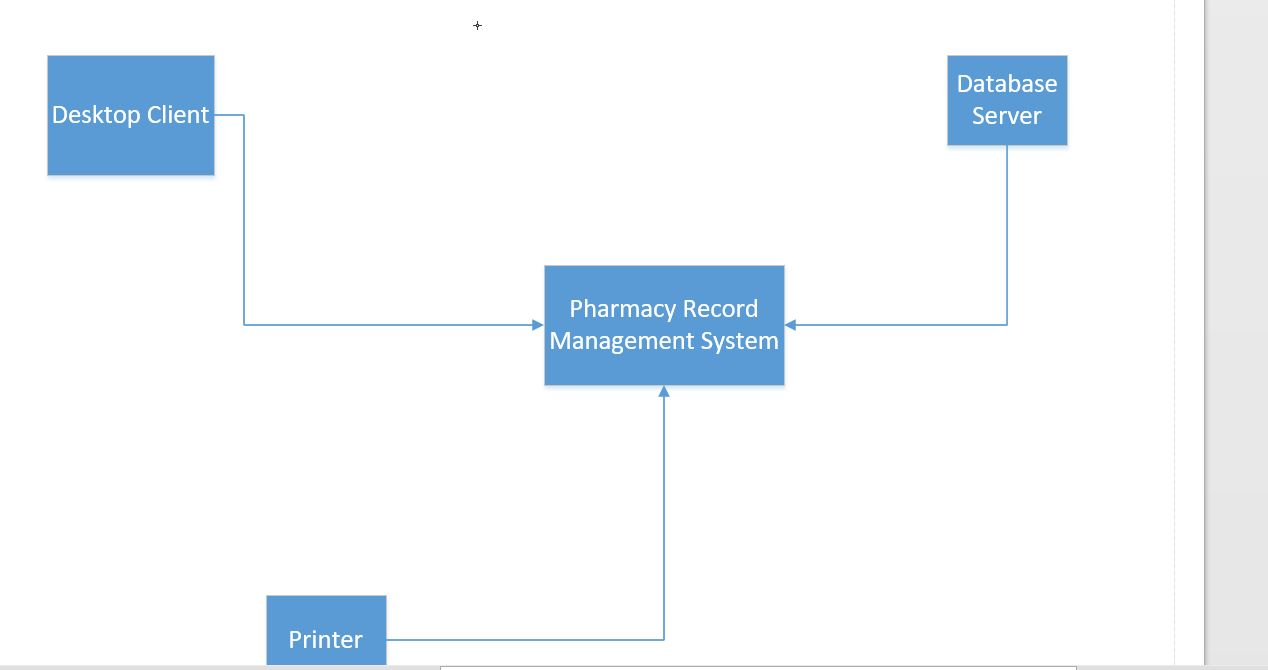 Desktop Client
Database
Server
Pharmacy Record
Management System
Printer